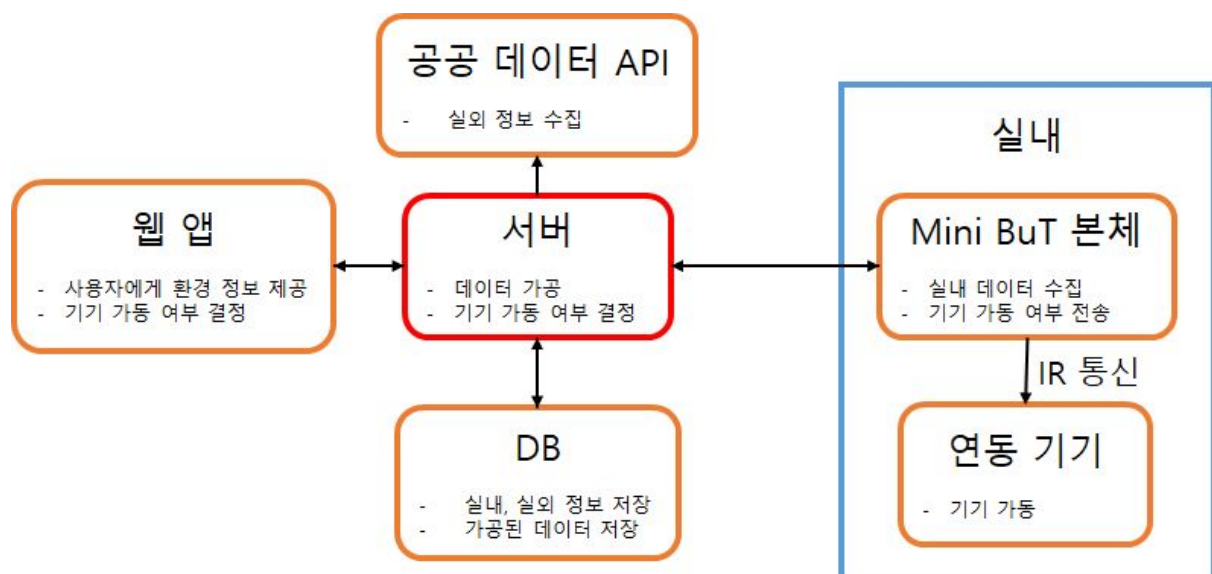 공공 데이터 API
- 실외 정보 수집
실내
웹 앱
- 사용자에게 환경 정보 제공
- 기기 가동 여부 결정
서버
- 데이터 가공
- 기기 가동 여부 결정
Mini BuT 본체
- 실내 데이터 수집
- 기기 가동 여부 전송
IR 통신
DB
- 실내, 실외 정보 저장
- 가공된 데이터 저장
연동 기기
- 기기 가동